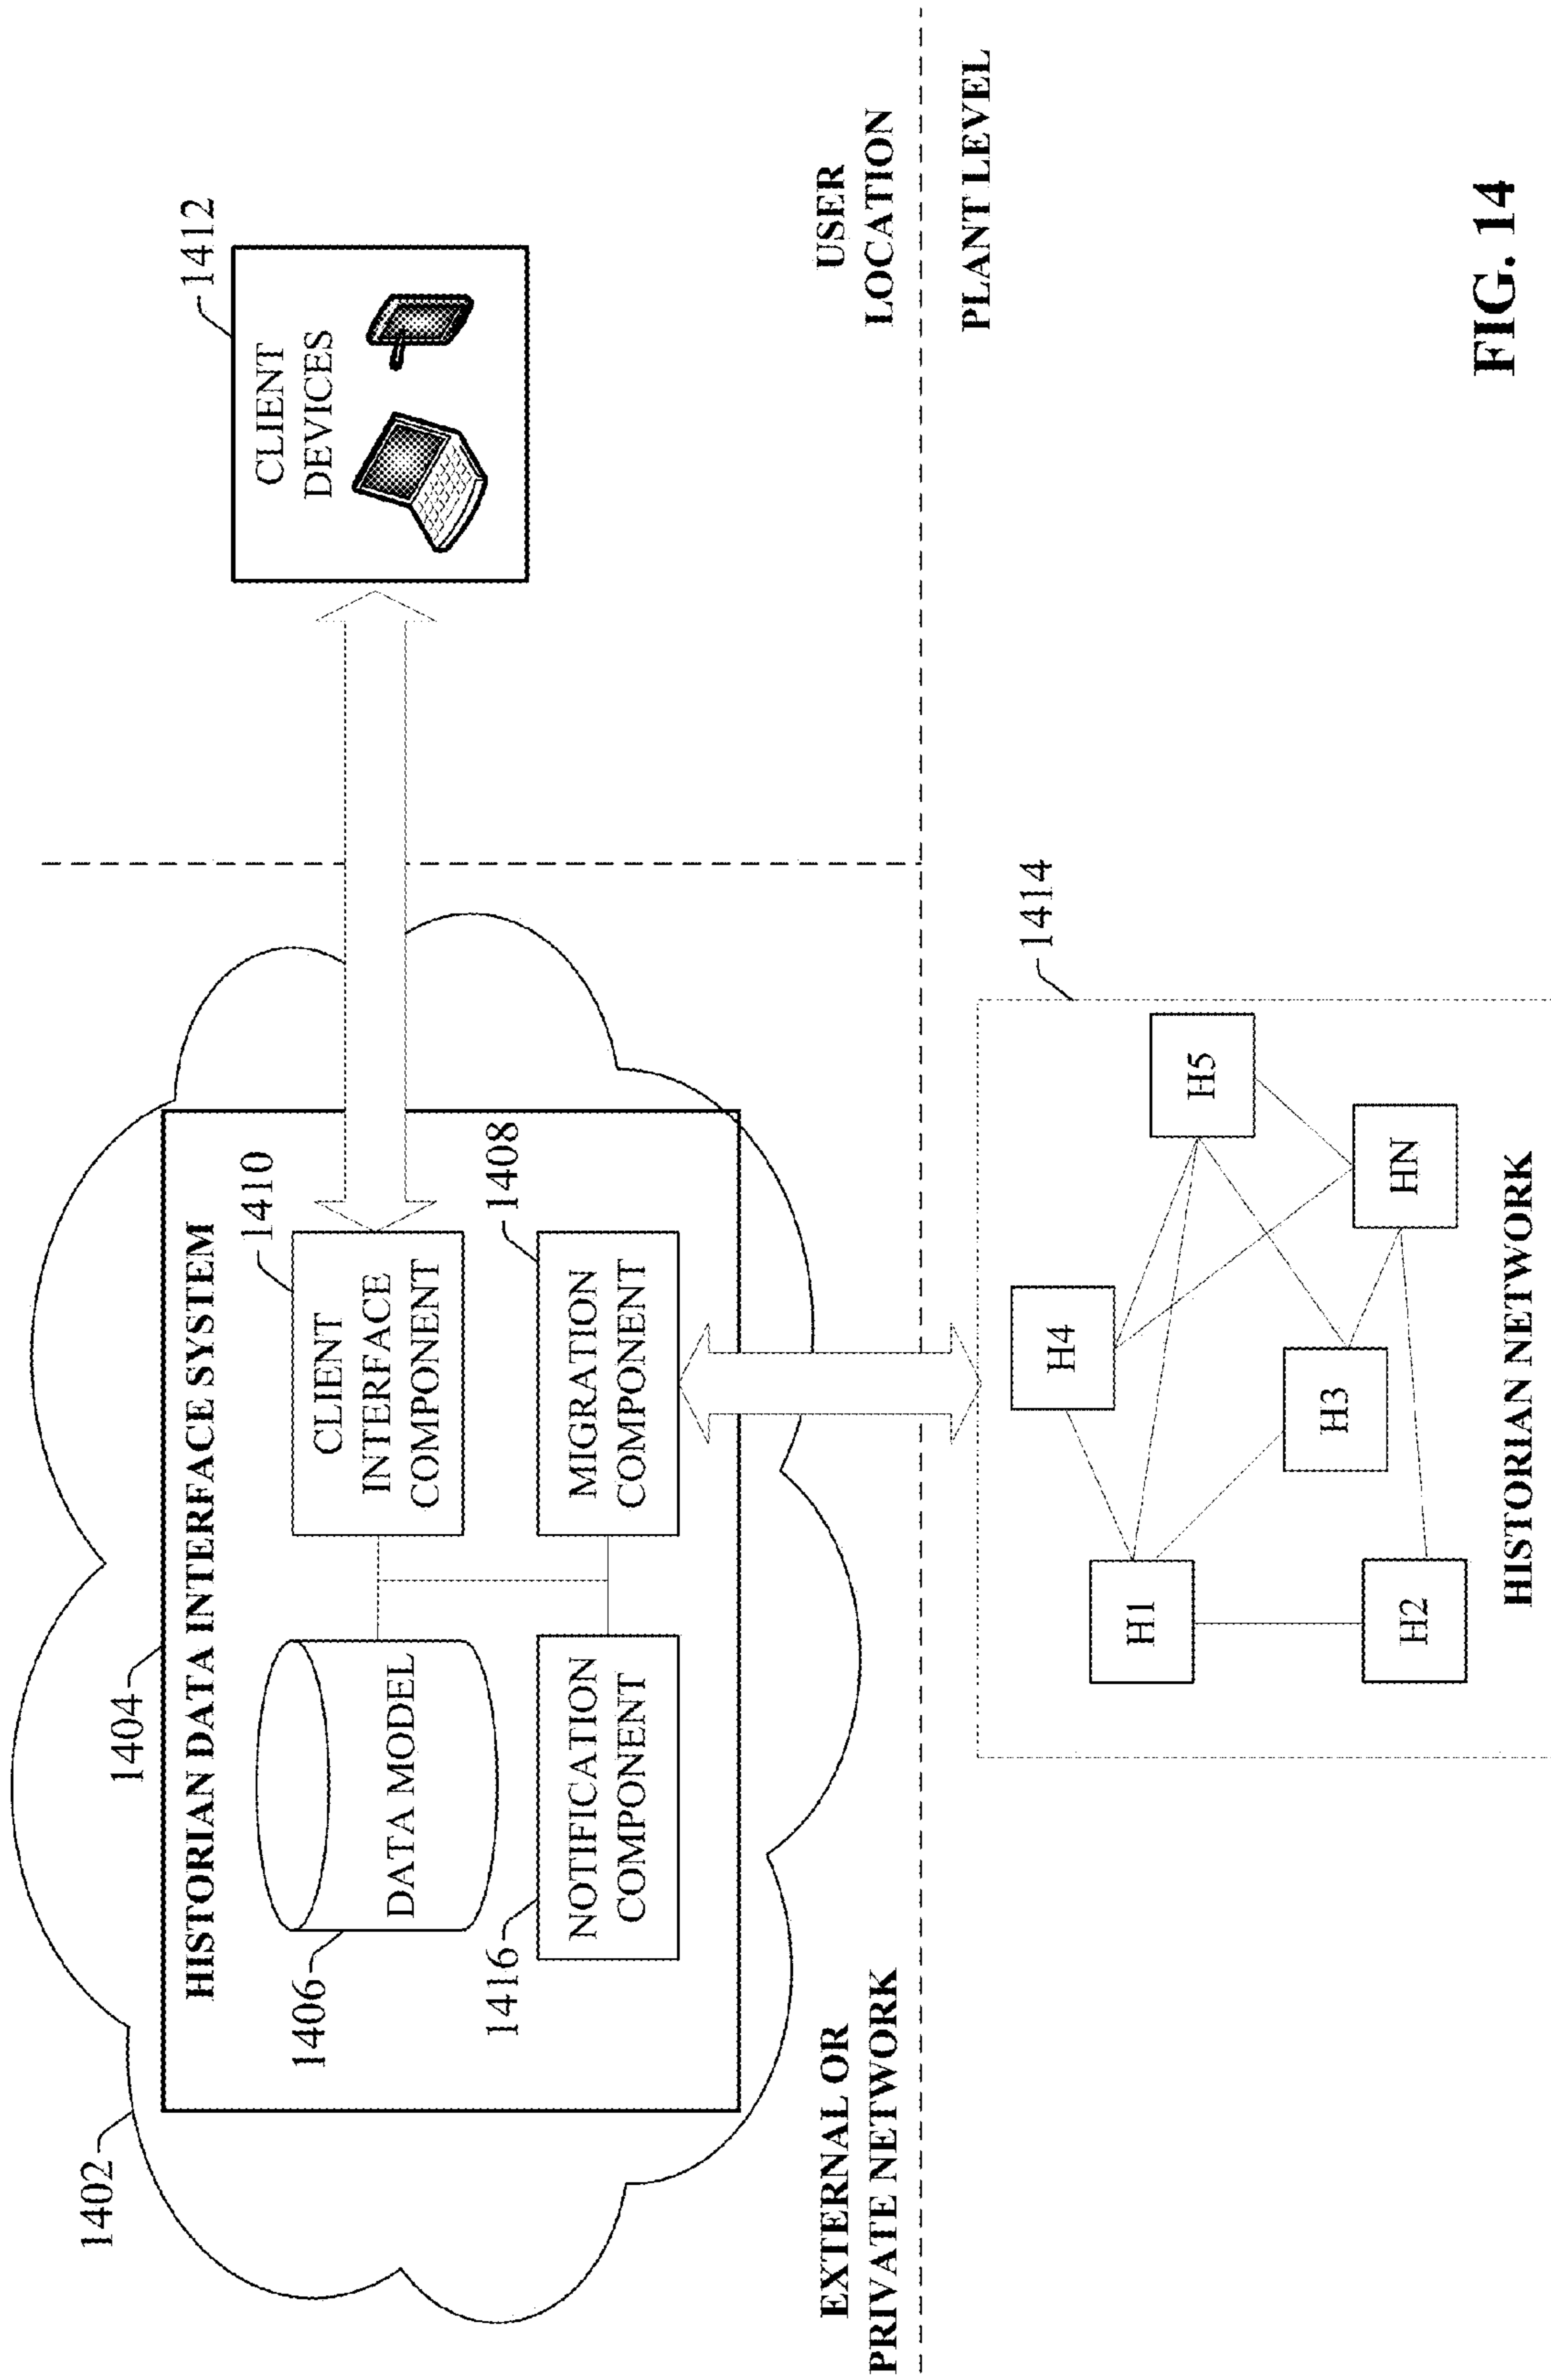 1402
1404
HISTORIAN DATA INTERFACE SYSTEM
1406
DATA MODEL
1410
CLIENT
INTERFACE
COMPONENT
1416
NOTIFICATION
COMPONENT
1408
MIGRATION
COMPONENT
1412
CLIENT
DEVICES
EXTERNAL OR
PRIVATE NETWORK
USER
LOCATION
PLANT LEVEL
1414
H1
H4
H5
H3
H2
HN
HISTORIAN NETWORK
FIG. 14